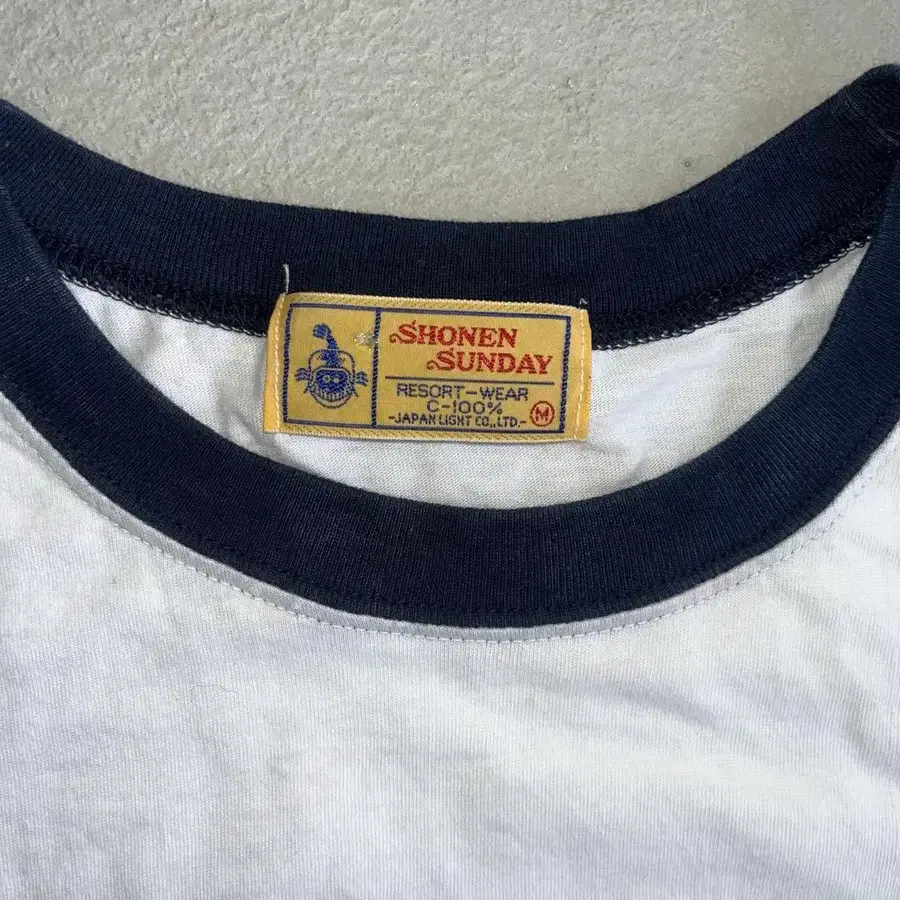 SHONEN
SUNDAY
RESORT-WEAR
C-100%
-JAPAN LIGHT CO.,LTD.-
M